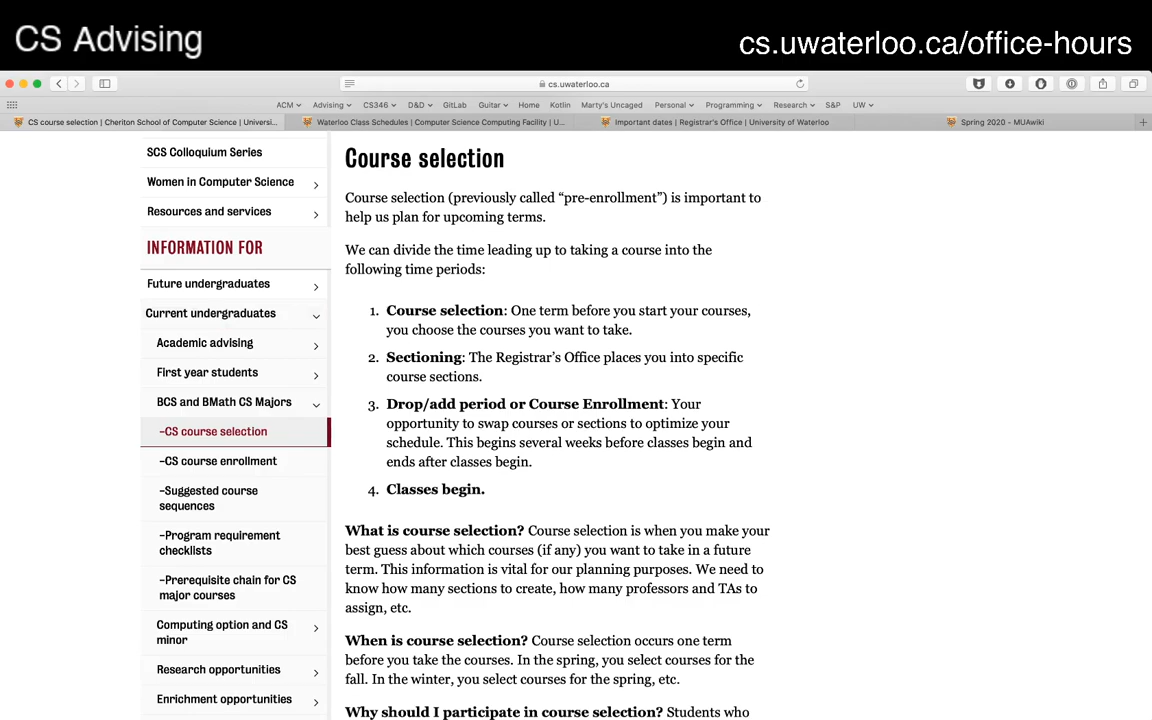 CS Advising
cs.uwaterloo.ca/office-hours
cs.uwaterloo.ca
ACM
Advising
CS346
D&D
GitLab
Guitar
Home
Kotlin
Marty's Uncaged
Personal
Programming
Research
S&P
UW
CS course selection | Cheriton School of Computer Science | Universi...
Waterloo Class Schedules | Computer Science Computing Facility | U...
Important dates | Registrar's Office | University of Waterloo
Spring 2020 - MUAwiki
SCS Colloquium Series
Women in Computer Science
Resources and services
INFORMATION FOR
Future undergraduates
Current undergraduates
Academic advising
First year students
BCS and BMath CS Majors
–CS course selection
–CS course enrollment
–Suggested course
sequences
–Program requirement
checklists
–Prerequisite chain for CS
major courses
Computing option and CS
minor
Research opportunities
Enrichment opportunities
Course selection
Course selection (previously called “pre-enrollment”) is important to
help us plan for upcoming terms.
We can divide the time leading up to taking a course into the
following time periods:
1. Course selection: One term before you start your courses,
you choose the courses you want to take.
2. Sectioning: The Registrar’s Office places you into specific
course sections.
3. Drop/add period or Course Enrollment: Your
opportunity to swap courses or sections to optimize your
schedule. This begins several weeks before classes begin and
ends after classes begin.
4. Classes begin.
What is course selection? Course selection is when you make your
best guess about which courses (if any) you want to take in a future
term. This information is vital for our planning purposes. We need to
know how many sections to create, how many professors and TAs to
assign, etc.
When is course selection? Course selection occurs one term
before you take the courses. In the spring, you select courses for the
fall. In the winter, you select courses for the spring, etc.
Why should I participate in course selection? Students who